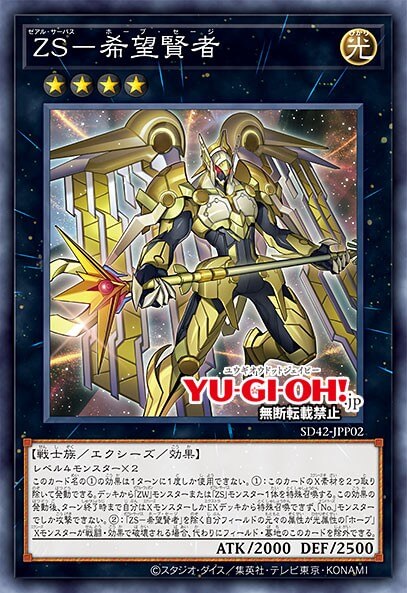 ゼアル・サーバス ホープ・セージ
ZS－希望賢者
ひかり
光
ユウギオウドットジェイピー
YU-GI-OH!.jp
無断転載禁止
SD42-JPP02
【戦士族／エクシーズ／効果】
レベル４モンスター×２
このカード名の①の効果は１ターンに１度しか使用できない。①：このカードのX素材を２つ取り
除いて発動できる。デッキから「ZW」モンスターまたは「ZS」モンスター１体を特殊召喚する。この効果の
発動後、ターン終了時まで自分はXモンスターしかEXデッキから特殊召喚できず、「No.」モンスター
でしか攻撃できない。②：「ZS－希望賢者」を除く自分フィールドの元々の属性が光属性の「ホープ」
Xモンスターが戦闘・効果で破壊される場合、代わりにフィールド・墓地のこのカードを除外できる。
ATK/2000 DEF/2500
©スタジオ・ダイス／集英社・テレビ東京・KONAMI